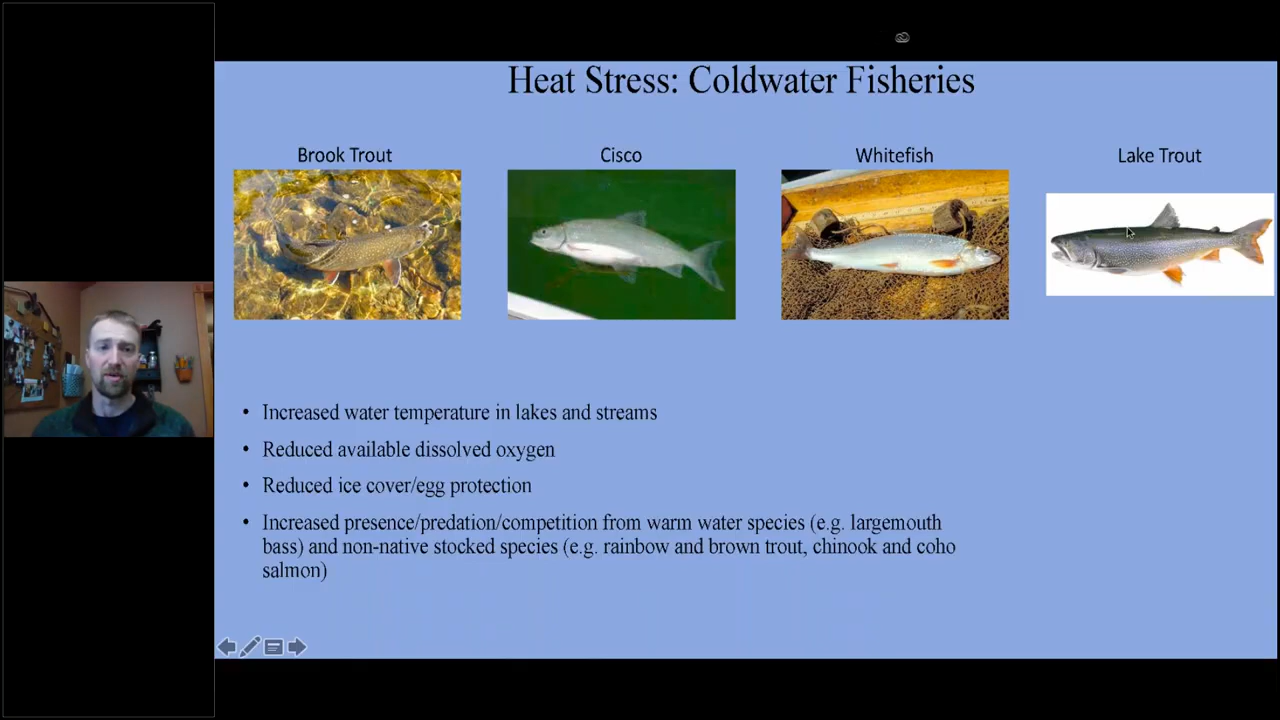 Heat Stress: Coldwater Fisheries
Brook Trout
Cisco
Whitefish
Lake Trout
• Increased water temperature in lakes and streams
• Reduced available dissolved oxygen
• Reduced ice cover/egg protection
• Increased presence/predation/competition from warm water species (e.g. largemouth
bass) and non-native stocked species (e.g. rainbow and brown trout, chinook and coho
salmon)